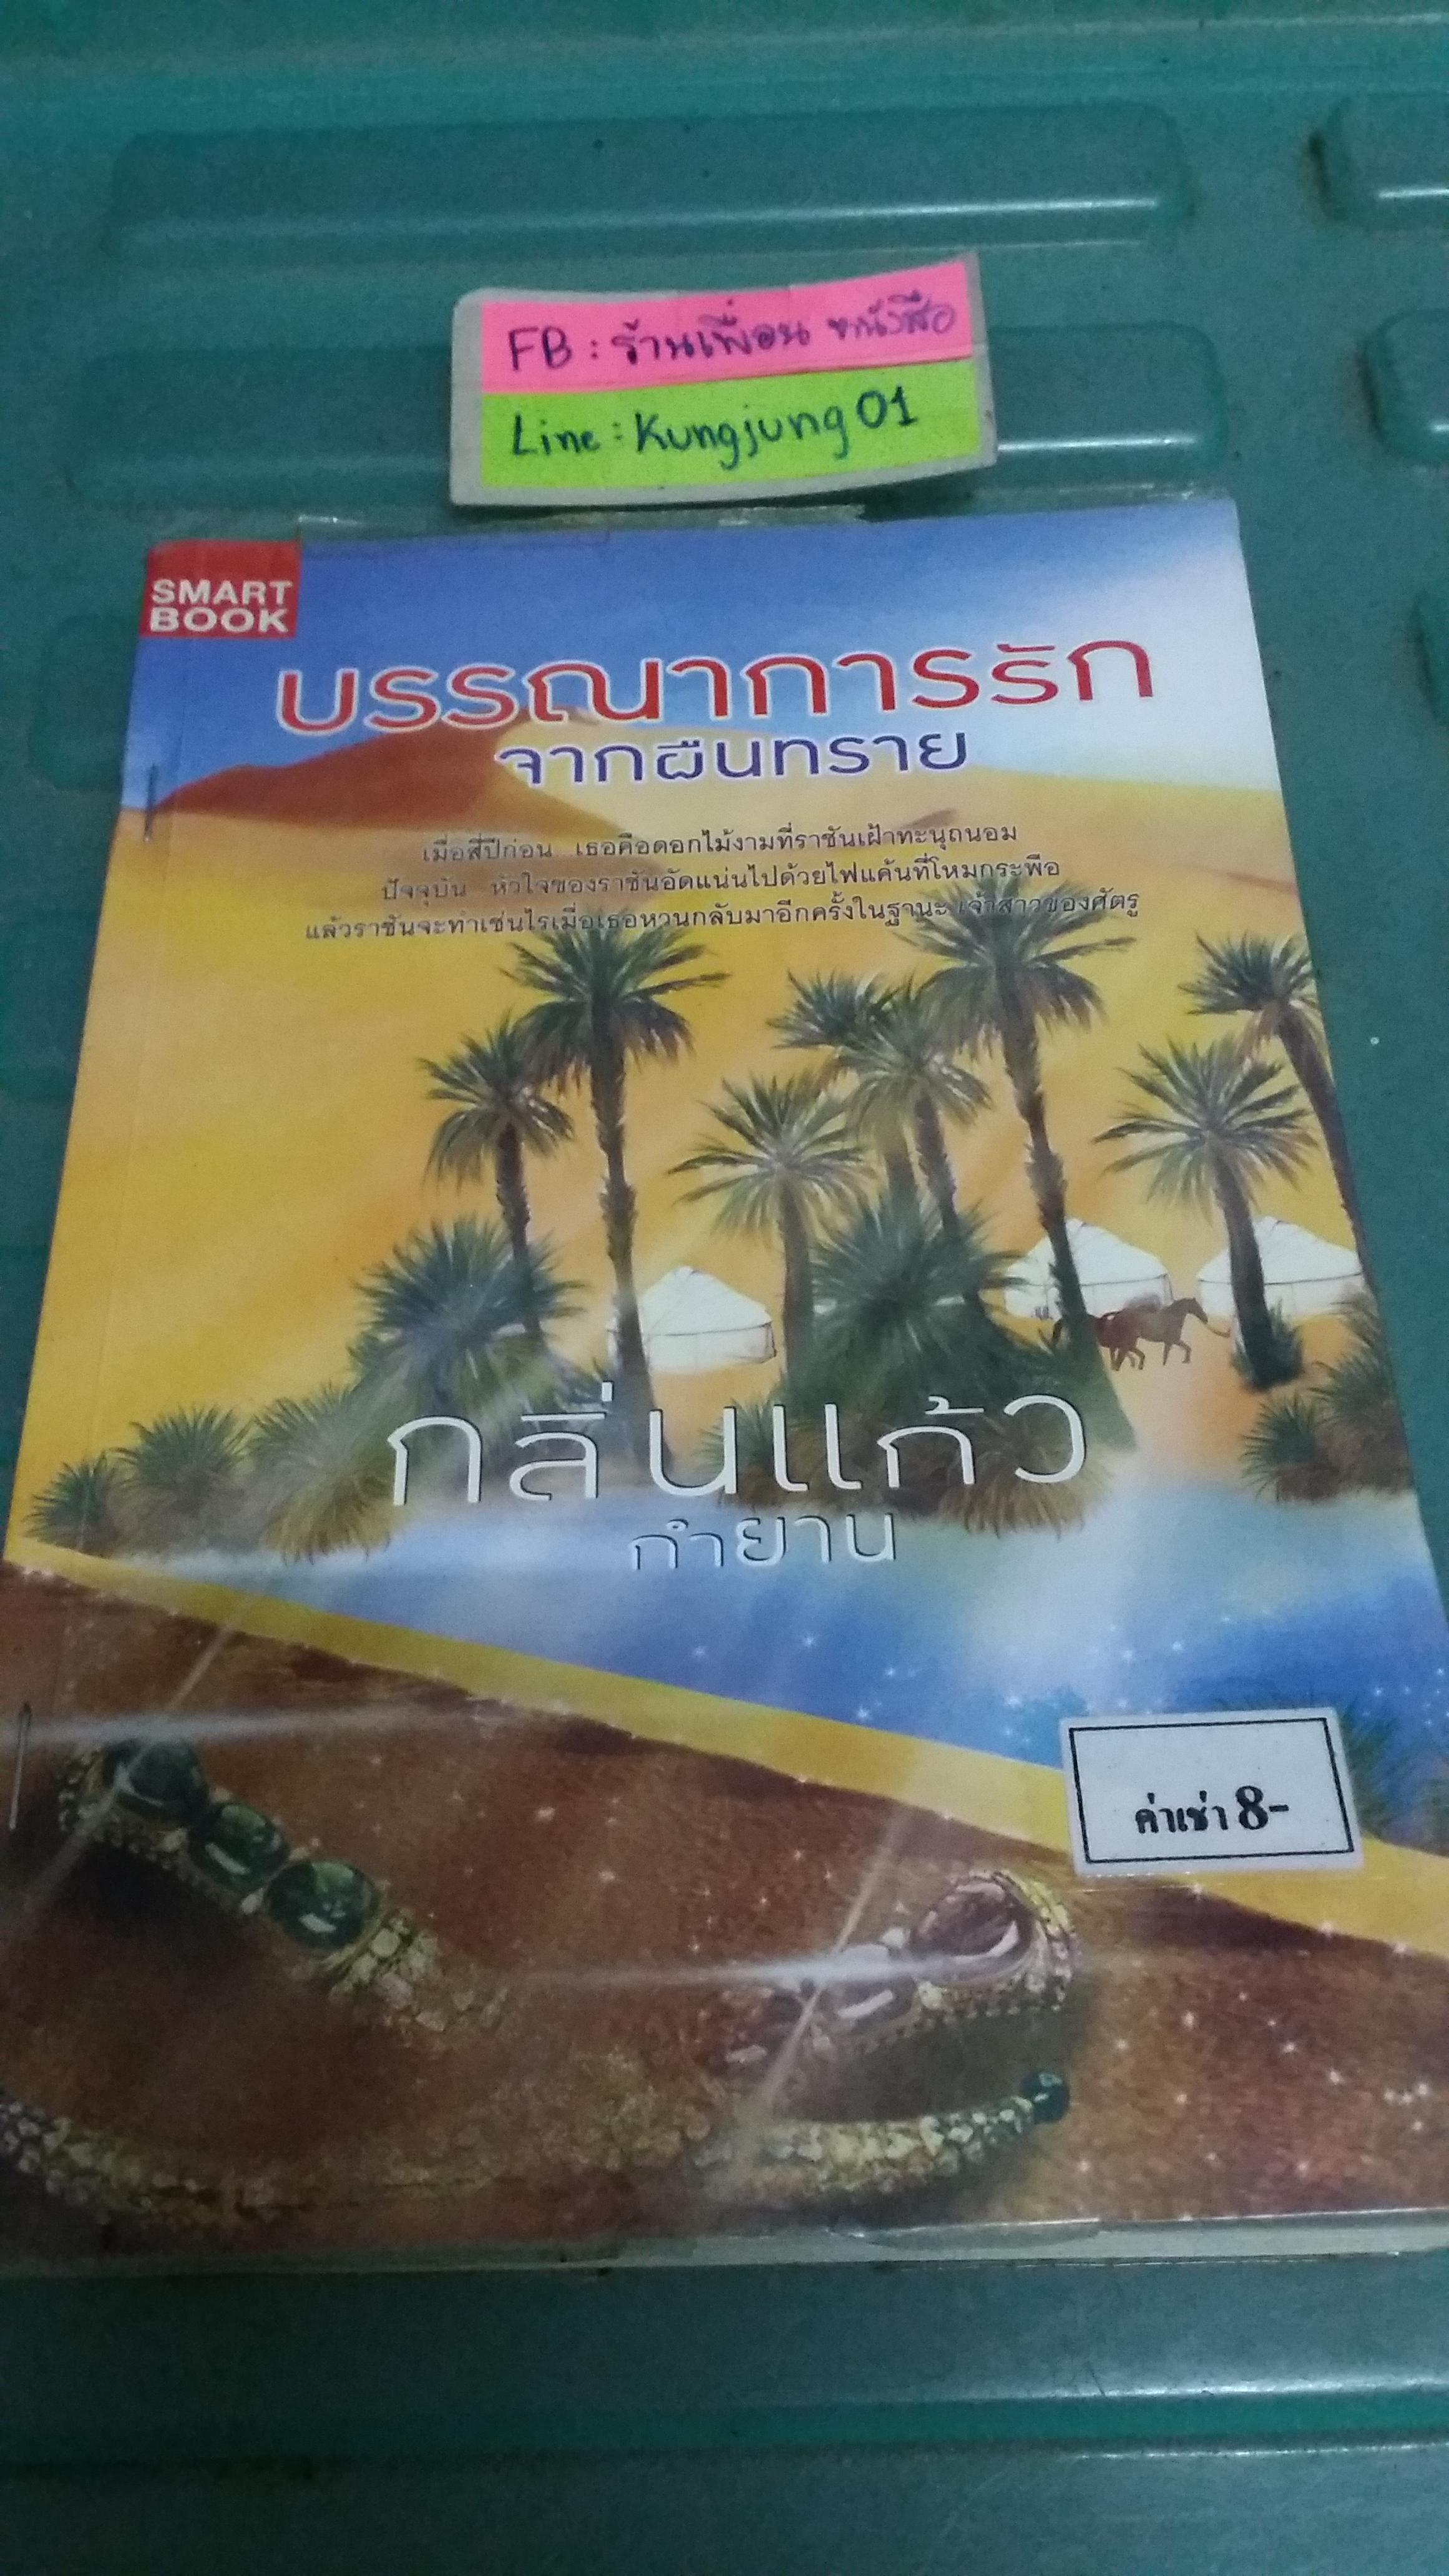 FB : ร้านเพื่อน หนังสือ
Line : Kungjung 01
SMART
BOOK
บรรณาการรัก
จากผืนทราย
เมื่อสี่ปีก่อน เธอคือดอกไม้งามที่ราชันเฝ้าทะนุถนอม
ปัจจุบัน หัวใจของราชันอัดแน่นไปด้วยไฟแค้นที่โหมกระพือ
แล้วราชันจะทำเช่นไรเมื่อเธอหวนกลับมาอีกครั้งในฐานะ เจ้าสาวของศัตรู
กลิ่นแก้ว
กำยาน
ค่าเช่า 8-